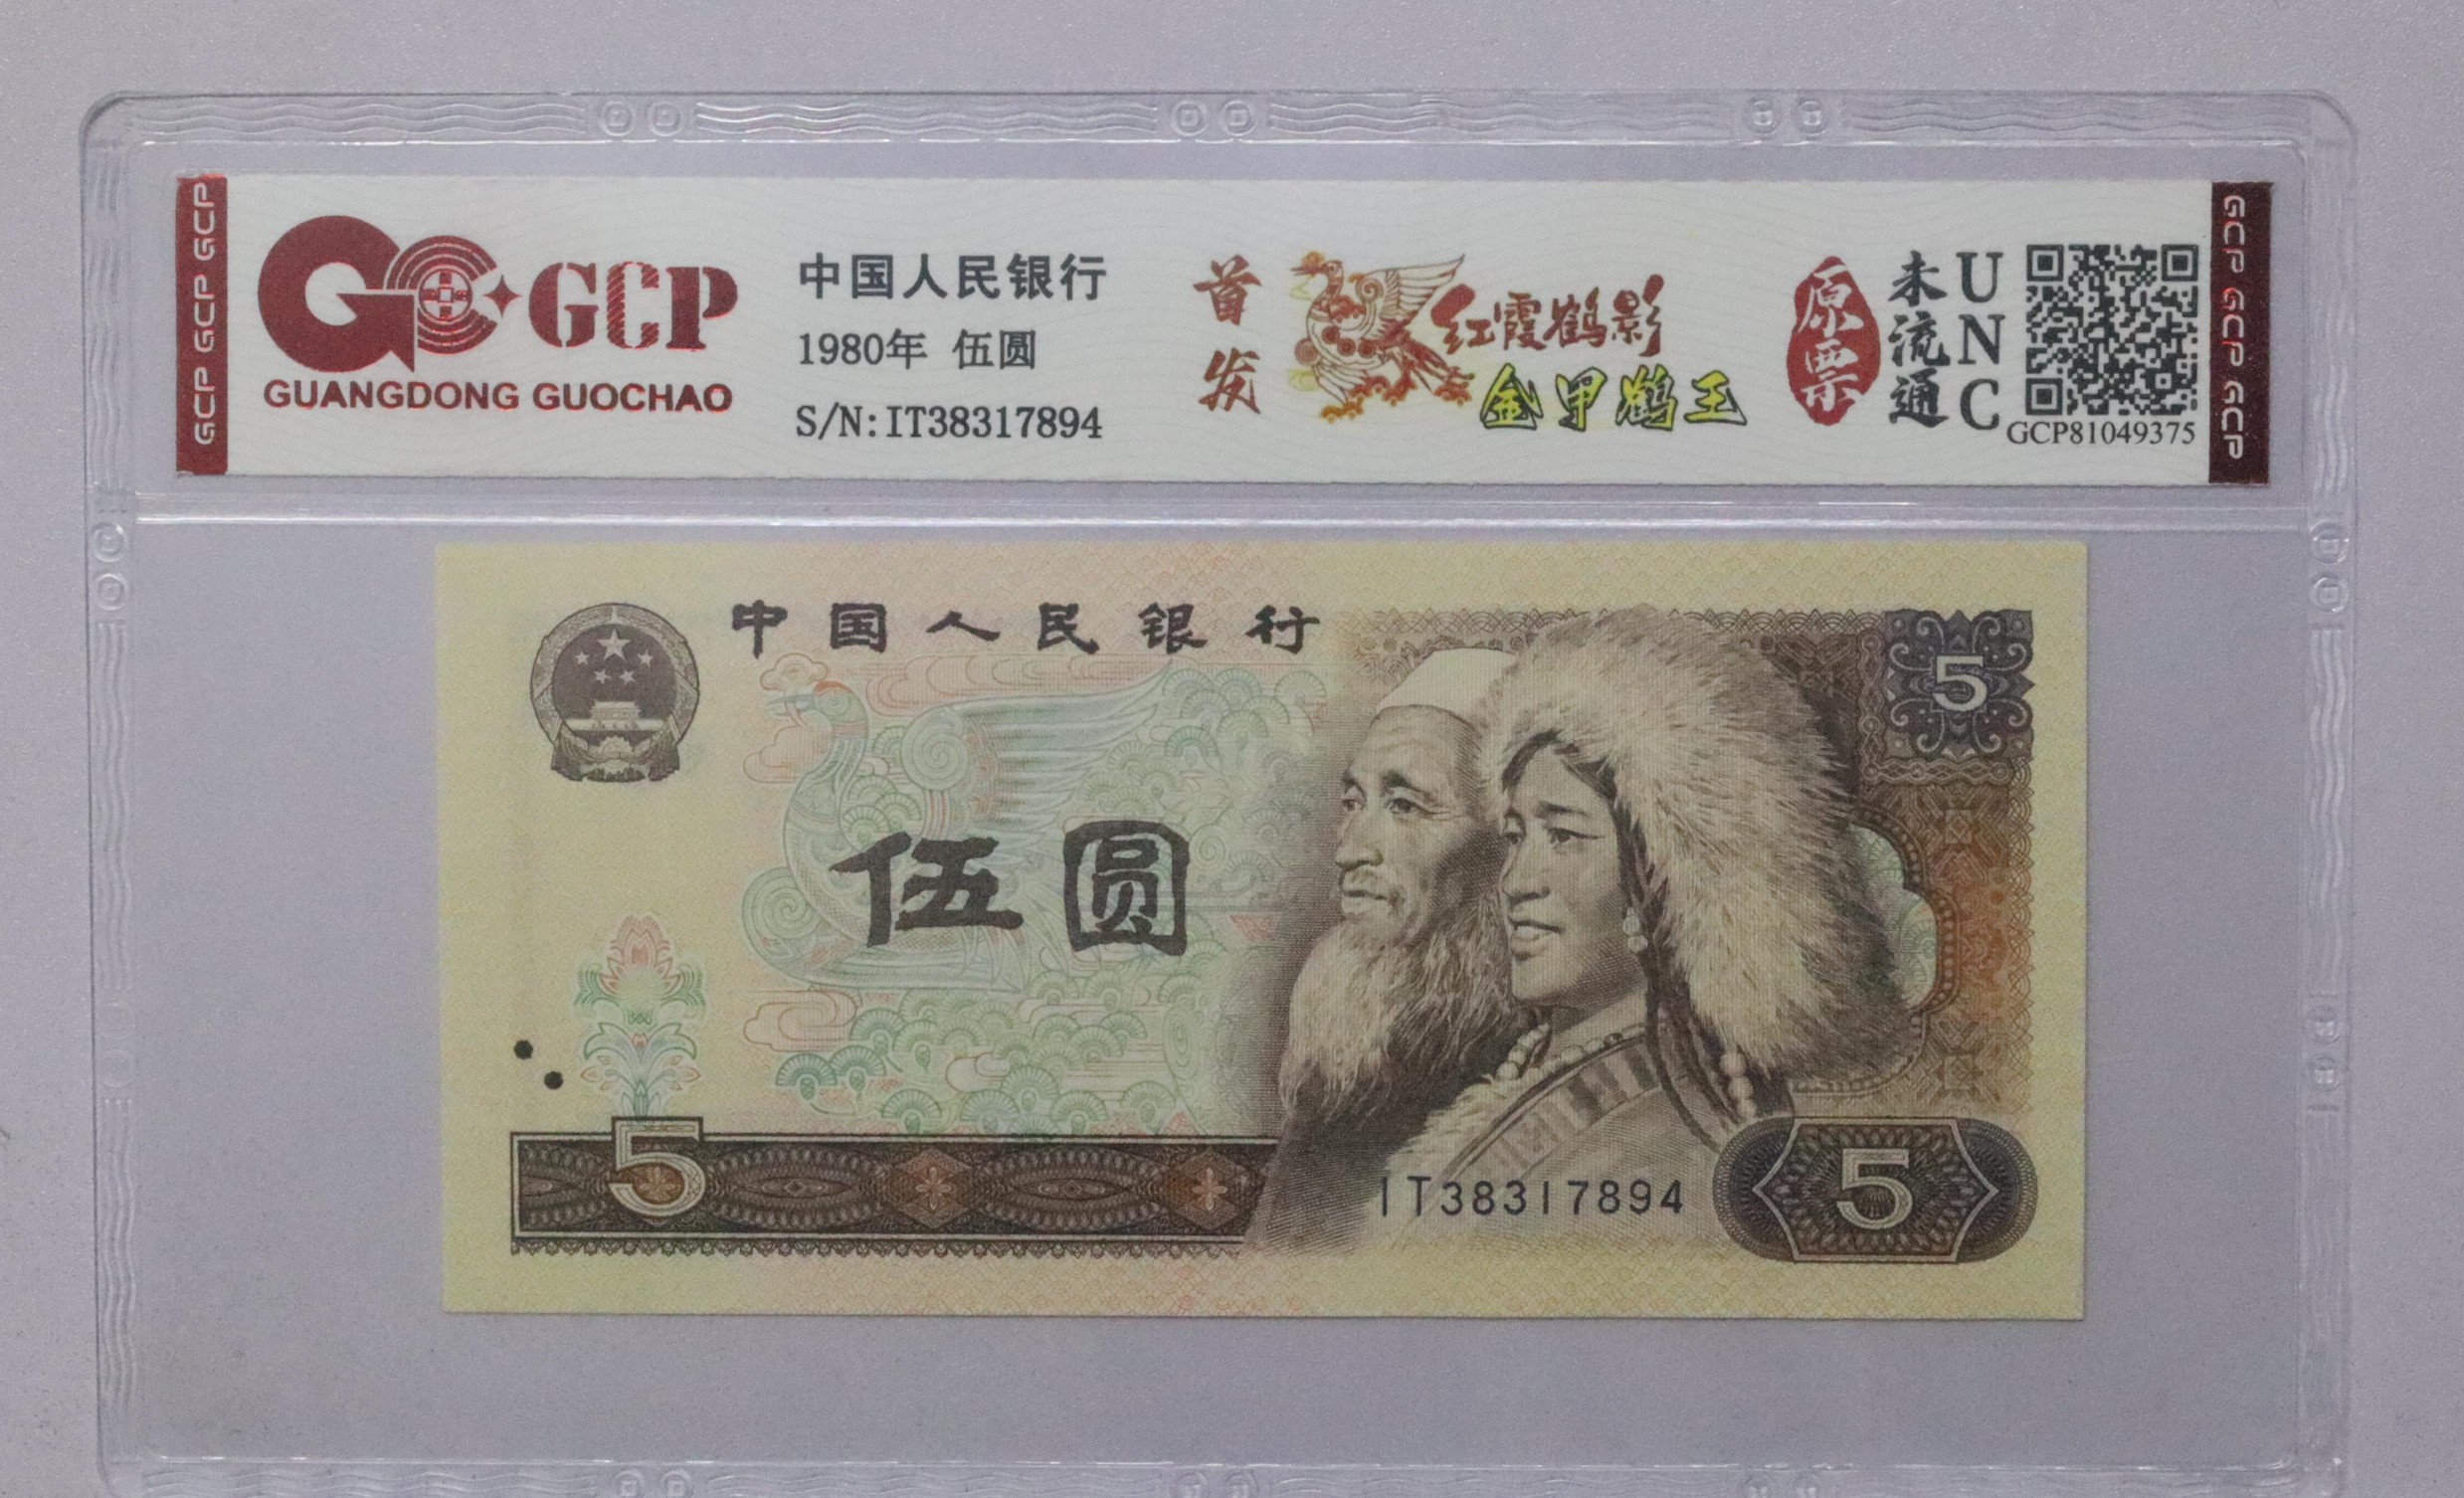 GCP GCP GCP
GCP
GUANGDONG GUOCHAO
中国人民银行
1980年 伍圆
S/N:IT38317894
首发
红霞鹤影
金甲鹤王
原票
未流通
UNC
GCP81049375
GCP GCP GCP
中国人民银行
5
伍圆
5
IT38317894
5